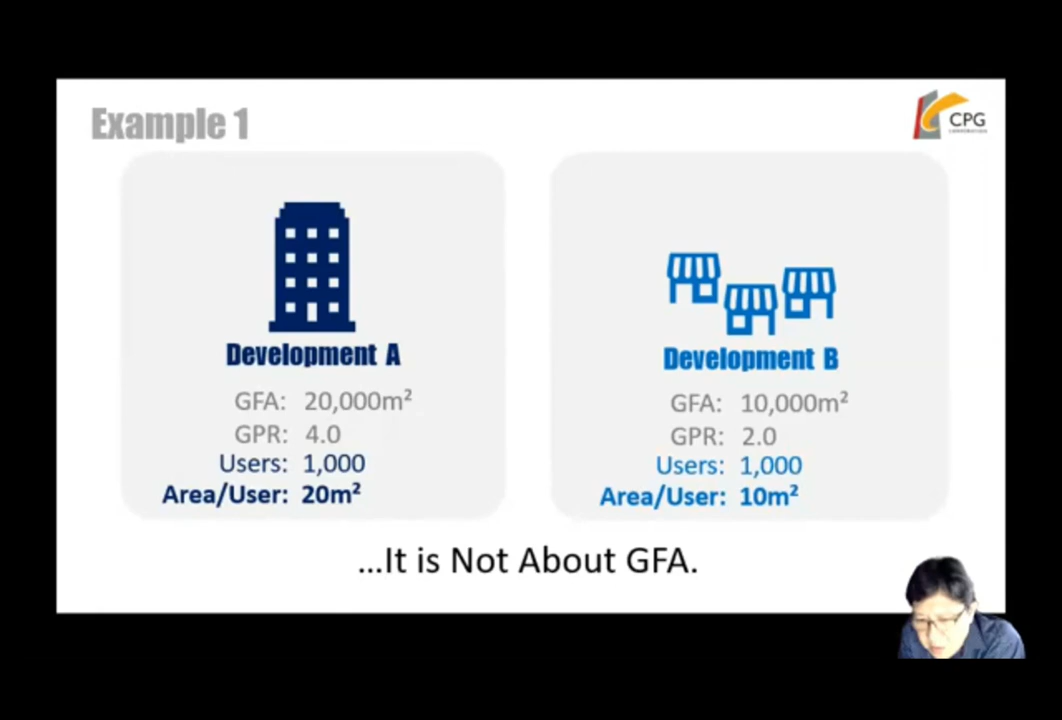 Example 1
CPG
CORPORATION
Development A
GFA: 20,000m²
GPR: 4.0
Users: 1,000
Area/User: 20m²
Development B
GFA: 10,000m²
GPR: 2.0
Users: 1,000
Area/User: 10m²
...It is Not About GFA.